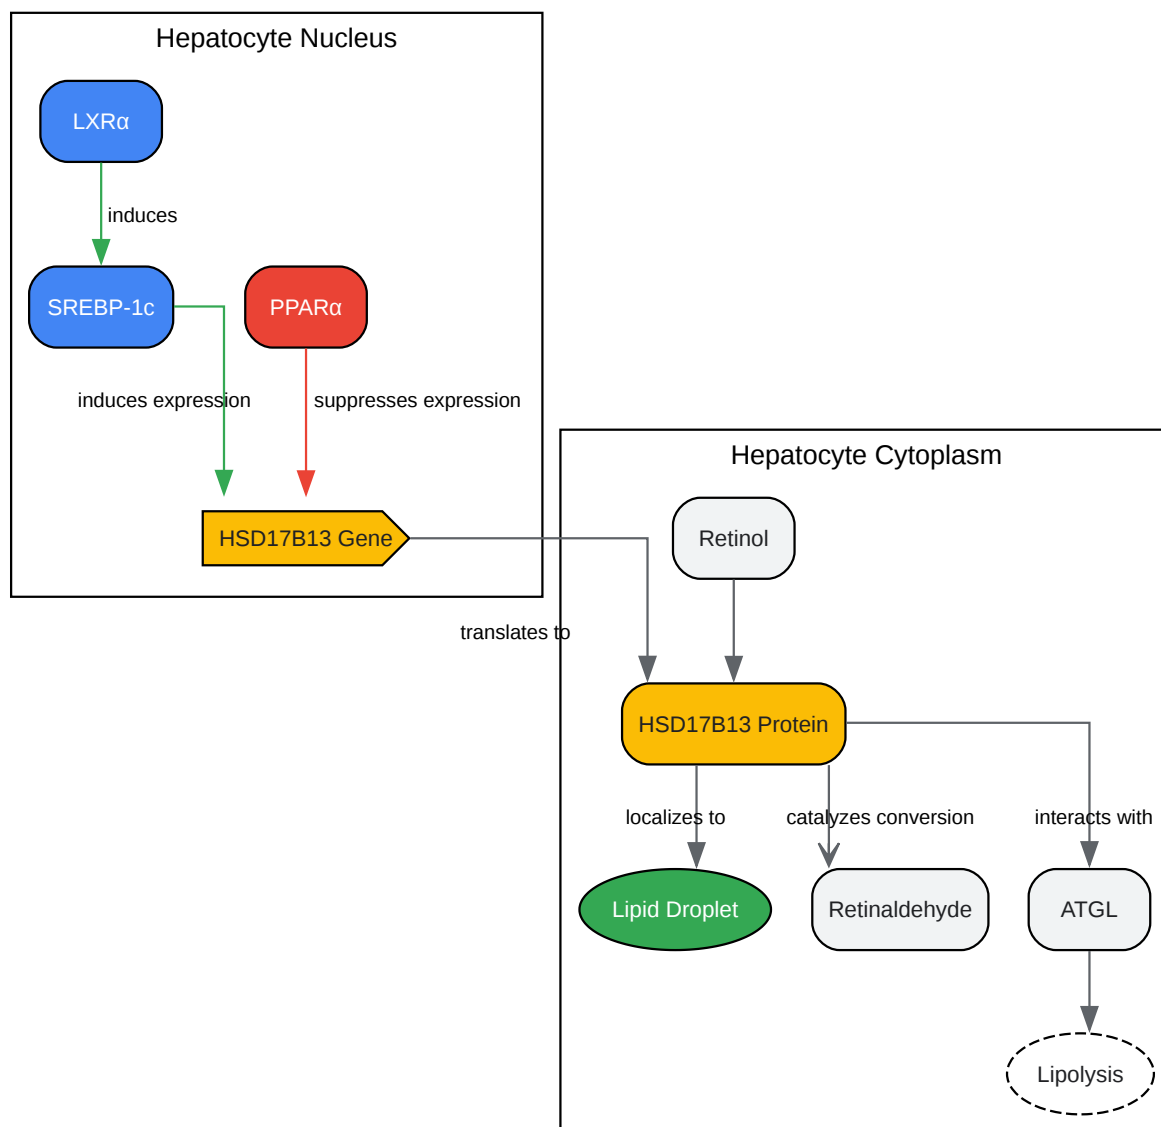 Hepatocyte Nucleus
LXRα
induces
SREBP-1c
PPARα
induces expression
suppresses expression
HSD17B13 Gene
Hepatocyte Cytoplasm
Retinol
translates to
HSD17B13 Protein
localizes to
catalyzes conversion
interacts with
Lipid Droplet
Retinaldehyde
ATGL
Lipolysis